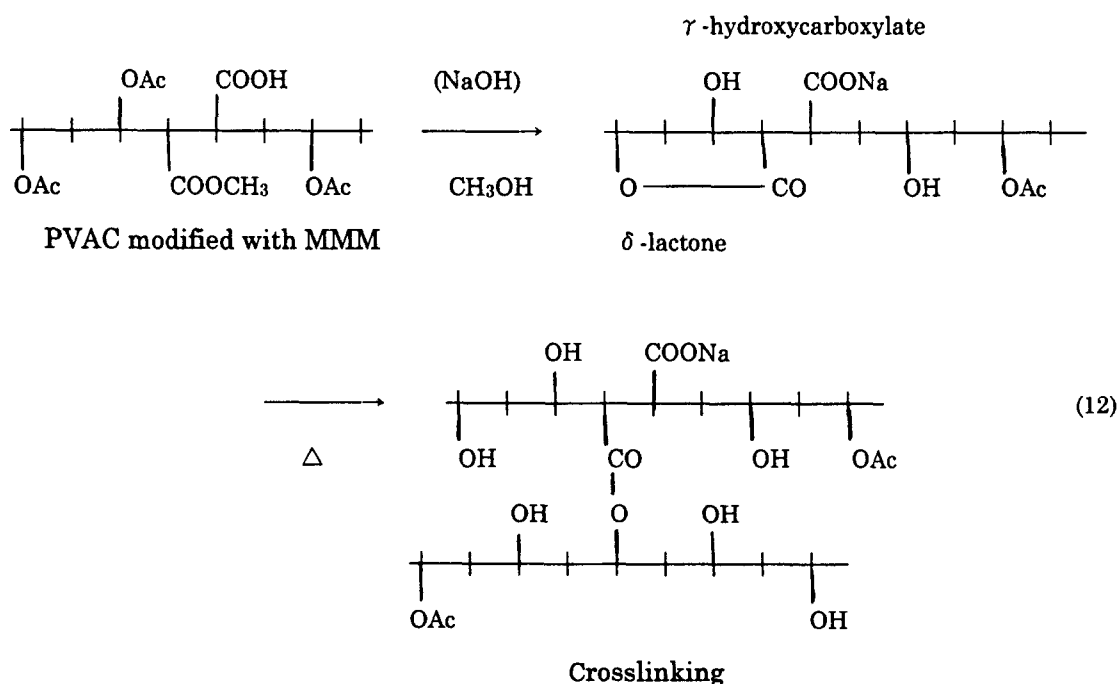 γ-hydroxycarboxylate
OAc COOH (NaOH) OH COONa
OAc COOCH₃ OAc CH₃OH O CO OH OAc
PVAC modified with MMM δ-lactone
OH COONa
(12)
△ OH CO OH OAc
OH O OH
OAc OH
Crosslinking